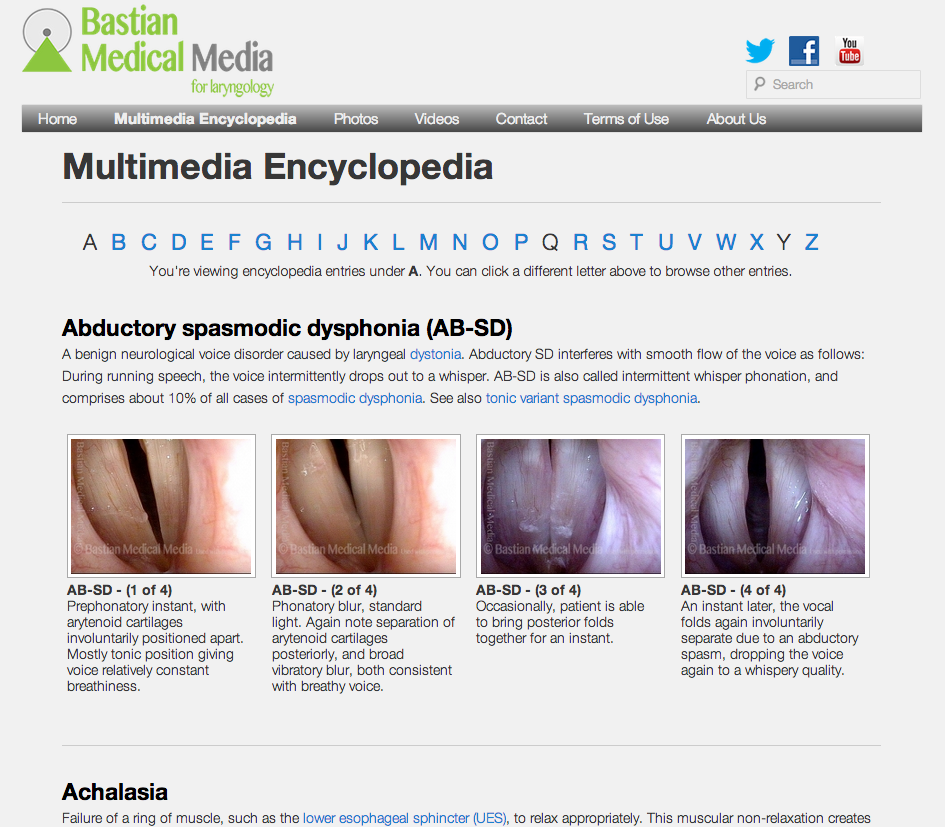 Bastian
Medical Media
for laryngology
You
Tube
Search
Home Multimedia Encyclopedia Photos Videos Contact Terms of Use About Us
Multimedia Encyclopedia
A B C D E F G H I J K L M N O P Q R S T U V W X Y Z
You're viewing encyclopedia entries under A. You can click a different letter above to browse other entries.
Abductory spasmodic dysphonia (AB-SD)
A benign neurological voice disorder caused by laryngeal dystonia. Abductory SD interferes with smooth flow of the voice as follows:
During running speech, the voice intermittently drops out to a whisper. AB-SD is also called intermittent whisper phonation, and
comprises about 10% of all cases of spasmodic dysphonia. See also tonic variant spasmodic dysphonia.
© Bastian Medical Media
© Bastian Medical Media
© Bastian Medical Media
© Bastian Medical Media
AB-SD - (1 of 4)
Prephonatory instant, with
arytenoid cartilages
involuntarily positioned apart.
Mostly tonic position giving
voice relatively constant
breathiness.
AB-SD - (2 of 4)
Phonatory blur, standard
light. Again note separation of
arytenoid cartilages
posteriorly, and broad
vibratory blur, both consistent
with breathy voice.
AB-SD - (3 of 4)
Occasionally, patient is able
to bring posterior folds
together for an instant.
AB-SD - (4 of 4)
An instant later, the vocal
folds again involuntarily
separate due to an abductory
spasm, dropping the voice
again to a whispery quality.
Achalasia
Failure of a ring of muscle, such as the lower esophageal sphincter (UES), to relax appropriately. This muscular non-relaxation creates